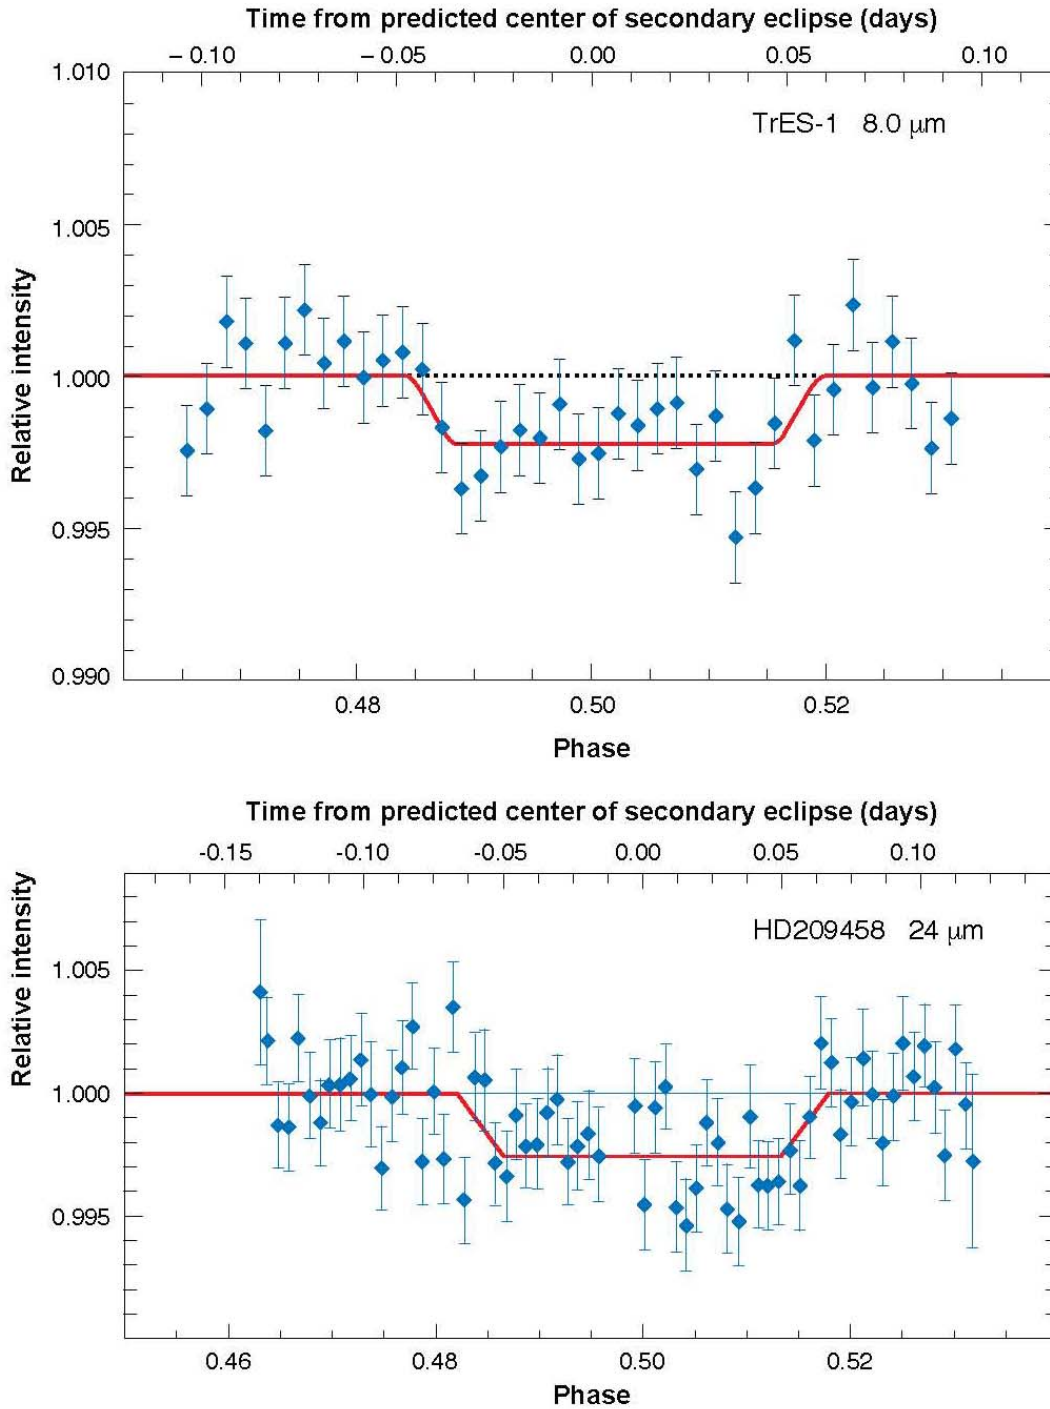 Time from predicted center of secondary eclipse (days)
– 0.10 – 0.05 0.00 0.05 0.10
1.010
TrES-1 8.0 μm
1.005
1.000
0.995
0.990
Relative intensity
0.48 0.50 0.52
Phase
Time from predicted center of secondary eclipse (days)
-0.15 -0.10 -0.05 0.00 0.05 0.10
HD209458 24 μm
1.005
1.000
0.995
Relative intensity
0.46 0.48 0.50 0.52
Phase